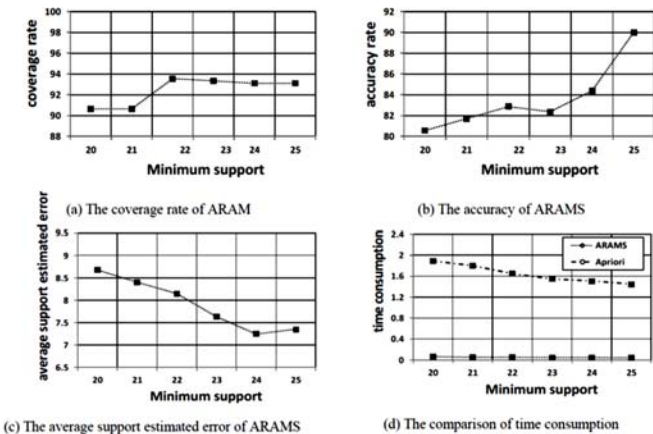 100
98
96
94
92
90
88
coverage rate
20 21 22 23 24 25
Minimum support
(a) The coverage rate of ARAM
92
90
88
86
84
82
80
accuracy rate
20 21 22 23 24 25
Minimum support
(b) The accuracy of ARAMS
9.5
9
8.5
8
7.5
7
6.5
average support estimated error
20 21 22 23 24 25
Minimum support
(c) The average support estimated error of ARAMS
2.4
2
1.6
1.2
0.8
0.4
0
time consumption
ARAMS
Apriori
20 21 22 23 24 25
Minimum support
(d) The comparison of time consumption